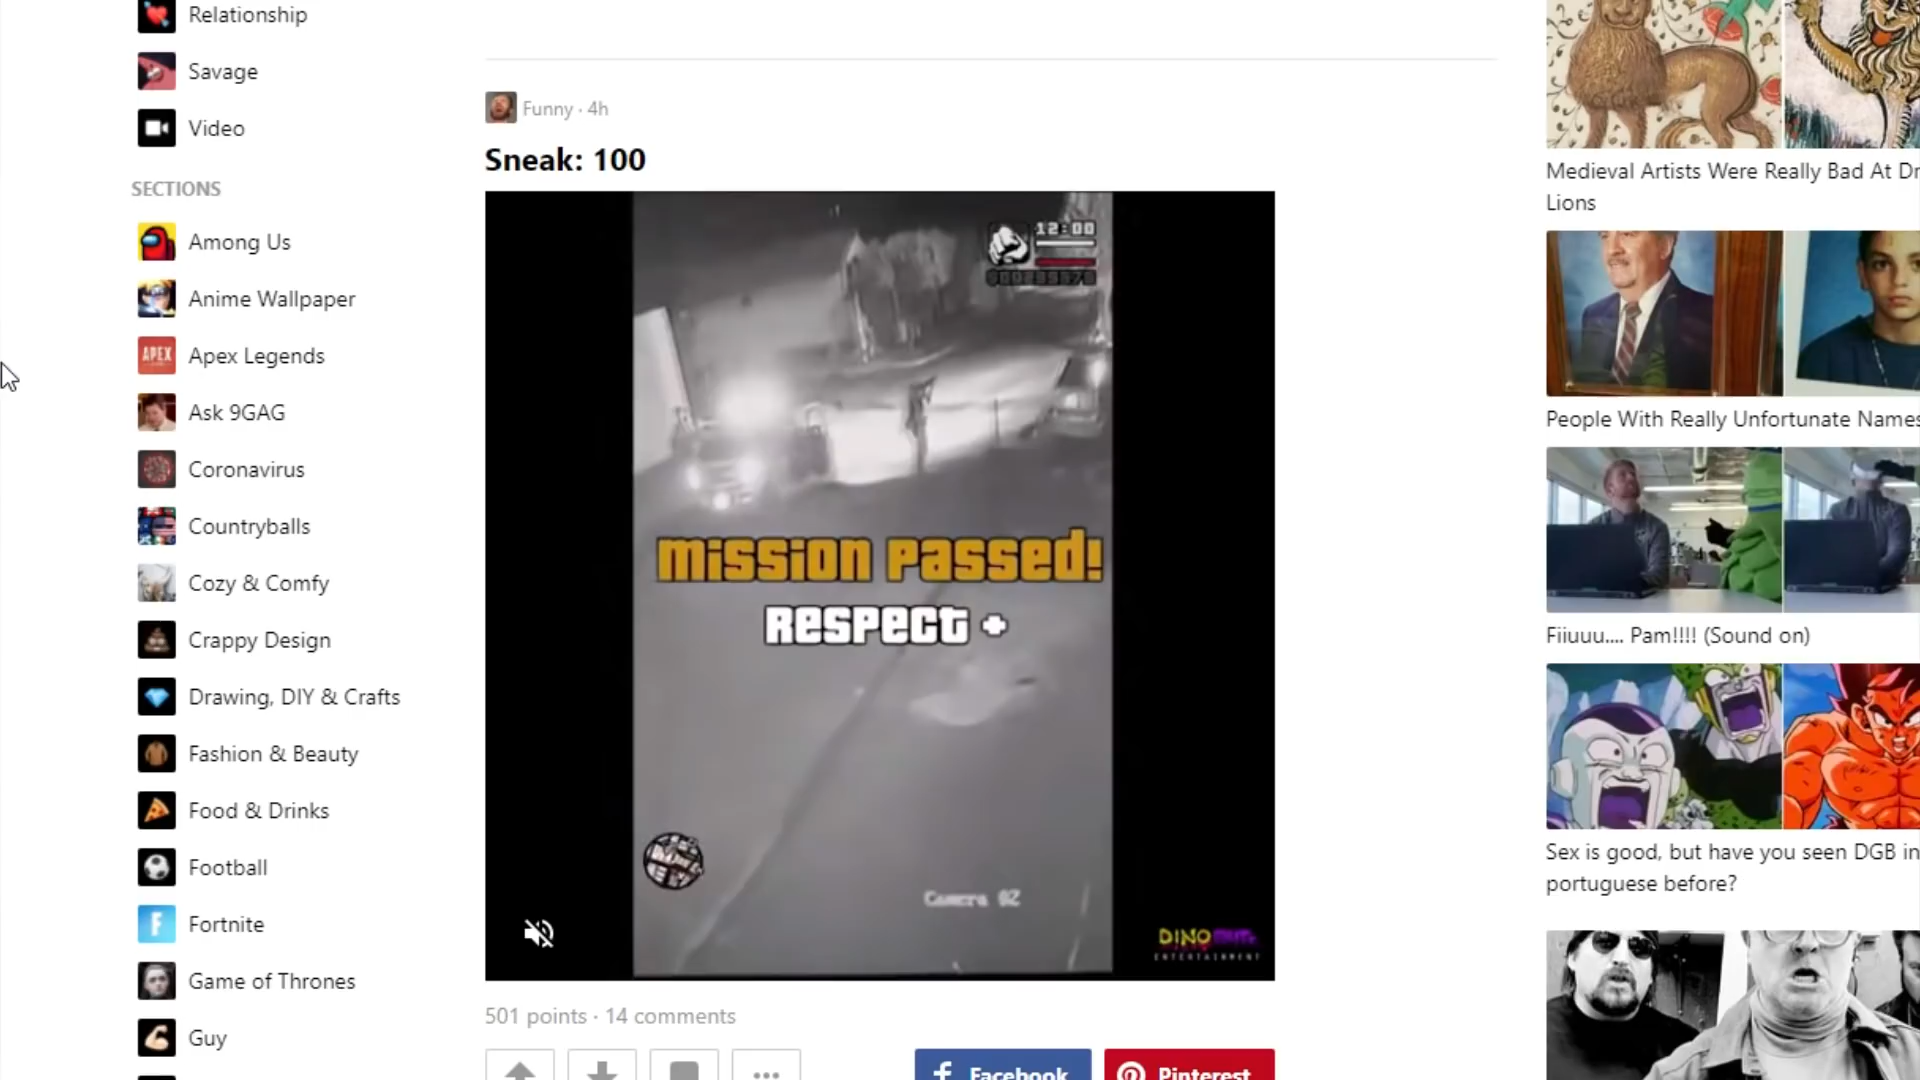 Relationship
Savage
Video
SECTIONS
Among Us
Anime Wallpaper
APEX
Apex Legends
Ask 9GAG
Coronavirus
Countryballs
Cozy & Comfy
Crappy Design
Drawing, DIY & Crafts
Fashion & Beauty
Food & Drinks
Football
Fortnite
Game of Thrones
Guy
Funny · 4h
Sneak: 100
12:00
mission passed!
RESPECT +
Camera 02
DINO
ENTERTAINMENT
501 points · 14 comments
Facebook
Pinterest
Medieval Artists Were Really Bad At Dr
Lions
People With Really Unfortunate Names
Fiiuuu.... Pam!!!! (Sound on)
Sex is good, but have you seen DGB in
portuguese before?